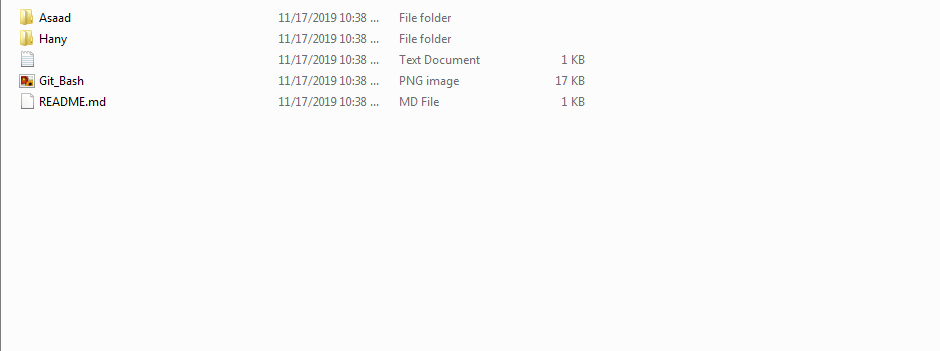 Asaad 11/17/2019 10:38 ... File folder
Hany 11/17/2019 10:38 ... File folder
11/17/2019 10:38 ... Text Document 1 KB
Git_Bash 11/17/2019 10:38 ... PNG image 17 KB
README.md 11/17/2019 10:38 ... MD File 1 KB